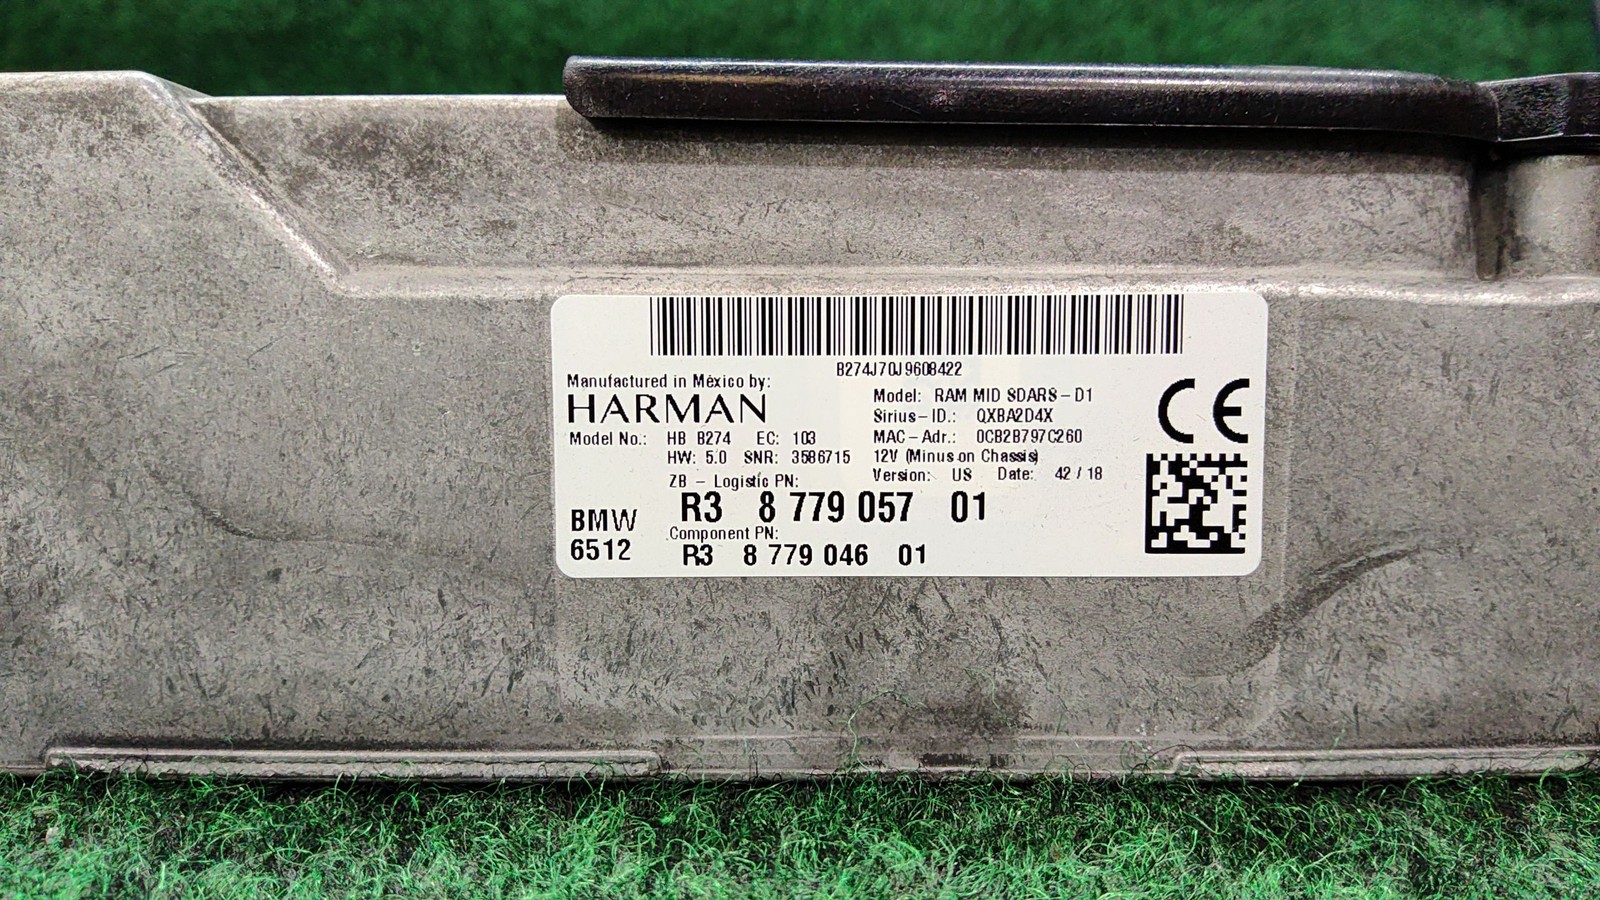 B274J70J9608422
Manufactured in México by:
HARMAN
Model: RAM MID SDARS-D1
Sirius-ID.: QXBA2D4X
Model No.: HB B274 EC: 103
MAC-Adr.: 0CB2B797C260
HW: 5.0 SNR: 3586715
12V (Minus on Chassis)
Version: US Date: 42/18
ZB - Logistic PN:
R3 8 779 057 01
BMW
6512
Component PN:
R3 8 779 046 01
CE